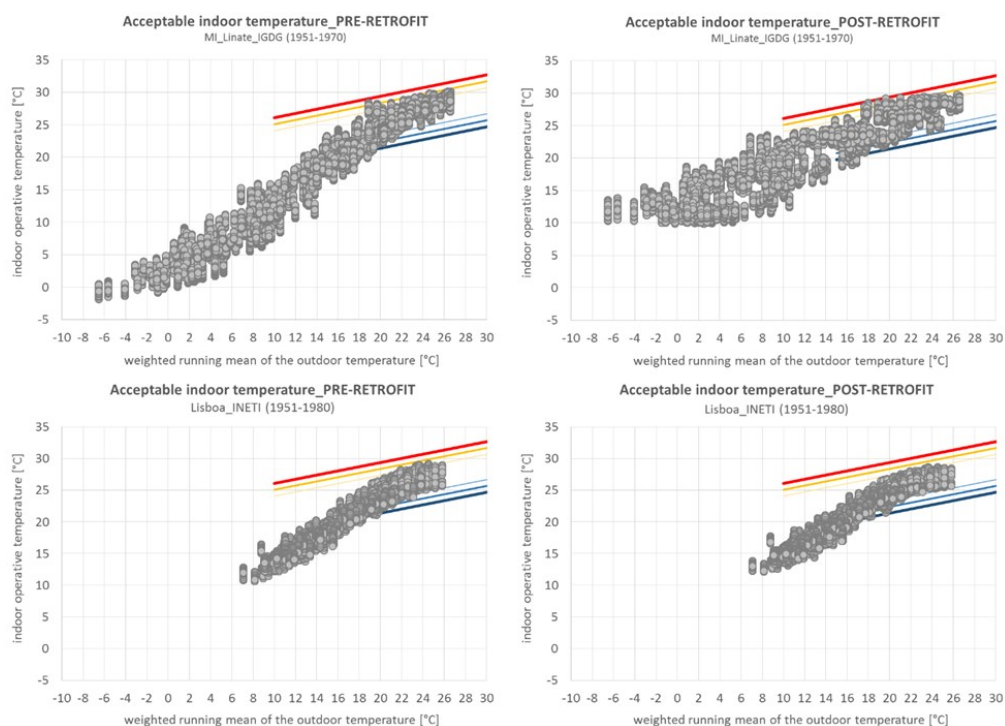 Acceptable indoor temperature_PRE-RETROFIT
MI_Linate_IGDG (1951-1970)
35
30
25
20
15
10
5
0
-5
indoor operative temperature [°C]
-10 -8 -6 -4 -2 0 2 4 6 8 10 12 14 16 18 20 22 24 26 28 30
weighted running mean of the outdoor temperature [°C]
Acceptable indoor temperature_POST-RETROFIT
MI_Linate_IGDG (1951-1970)
35
30
25
20
15
10
5
0
-5
indoor operative temperature [°C]
-10 -8 -6 -4 -2 0 2 4 6 8 10 12 14 16 18 20 22 24 26 28 30
weighted running mean of the outdoor temperature [°C]
Acceptable indoor temperature_PRE-RETROFIT
Lisboa_INETI (1951-1980)
35
30
25
20
15
10
5
0
-5
indoor operative temperature [°C]
-10 -8 -6 -4 -2 0 2 4 6 8 10 12 14 16 18 20 22 24 26 28 30
weighted running mean of the outdoor temperature [°C]
Acceptable indoor temperature_POST-RETROFIT
Lisboa_INETI (1951-1980)
35
30
25
20
15
10
5
0
-5
indoor operative temperature [°C]
-10 -8 -6 -4 -2 0 2 4 6 8 10 12 14 16 18 20 22 24 26 28 30
weighted running mean of the outdoor temperature [°C]